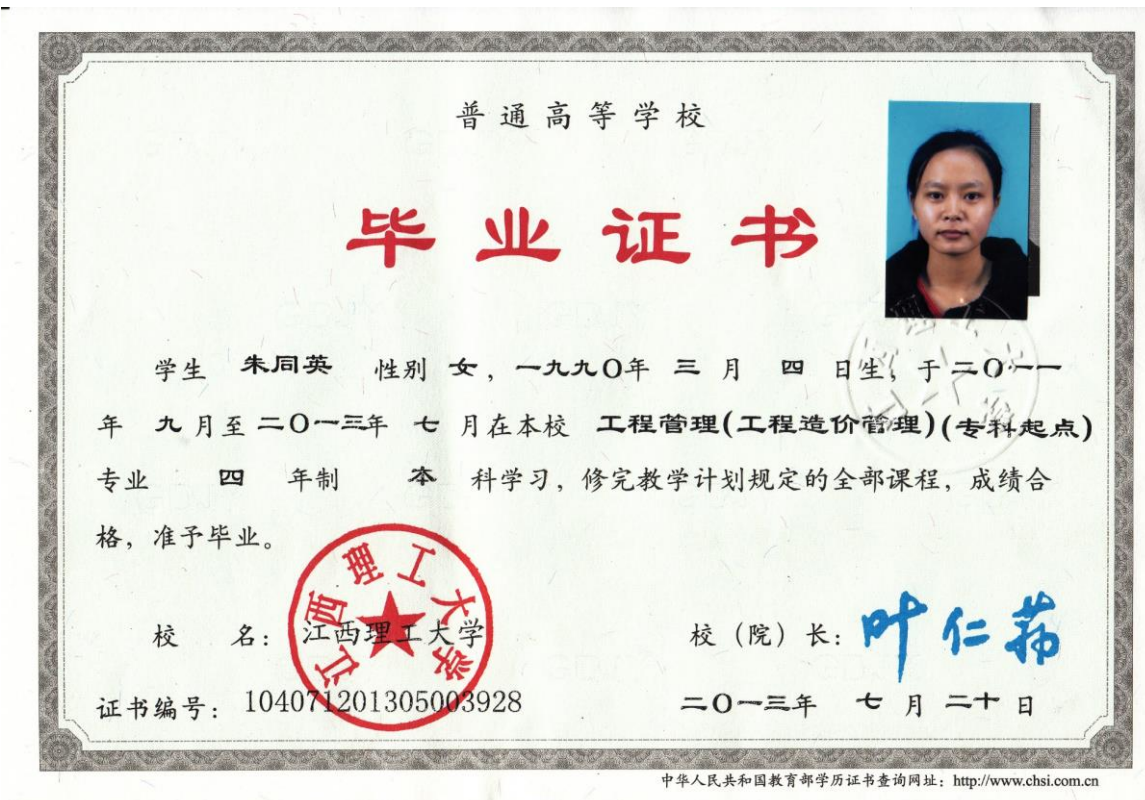 普通高等学校
毕业证书
学生 朱同英 性别 女，一九九〇年 三 月 四 日生，于二〇一一
年 九 月至二〇一三年 七 月在本校 工程管理(工程造价管理)(专科起点)
专业 四 年制 本 科学习，修完教学计划规定的全部课程，成绩合
格，准予毕业。
江西理工大学
校 名：江西理工大学
校（院）长：叶仁荪
证书编号：104071201305003928
二〇一三年 七 月 二十 日
中华人民共和国教育部学历证书查询网址：http://www.chsi.com.cn